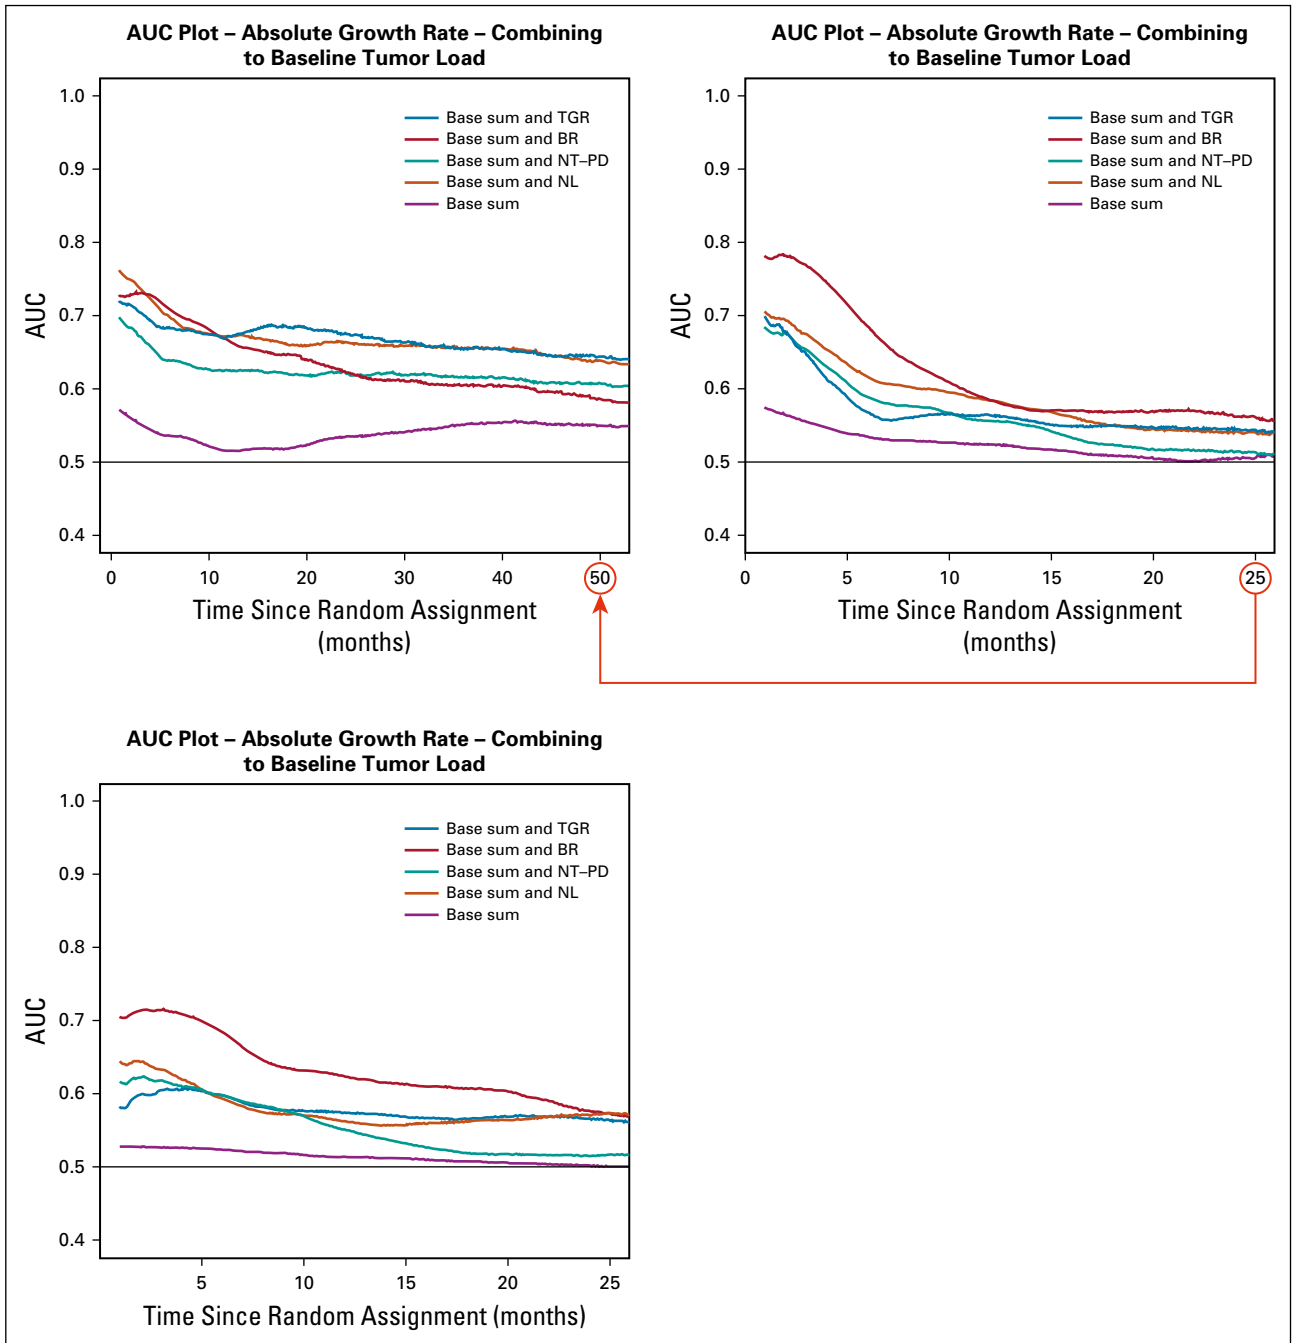 AUC Plot – Absolute Growth Rate – Combining
to Baseline Tumor Load
1.0
0.9
0.8
0.7
0.6
0.5
0.4
AUC
Base sum and TGR
Base sum and BR
Base sum and NT–PD
Base sum and NL
Base sum
0 10 20 30 40 50
Time Since Random Assignment
(months)
AUC Plot – Absolute Growth Rate – Combining
to Baseline Tumor Load
1.0
0.9
0.8
0.7
0.6
0.5
0.4
AUC
Base sum and TGR
Base sum and BR
Base sum and NT–PD
Base sum and NL
Base sum
0 5 10 15 20 25
Time Since Random Assignment
(months)
AUC Plot – Absolute Growth Rate – Combining
to Baseline Tumor Load
1.0
0.9
0.8
0.7
0.6
0.5
0.4
AUC
Base sum and TGR
Base sum and BR
Base sum and NT–PD
Base sum and NL
Base sum
5 10 15 20 25
Time Since Random Assignment (months)